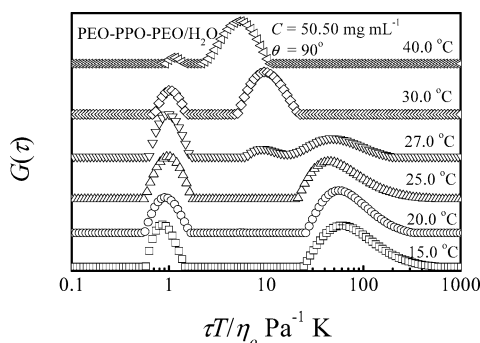 PEO-PPO-PEO/H₂O
C = 50.50 mg mL⁻¹
θ = 90°
40.0 °C
30.0 °C
27.0 °C
25.0 °C
20.0 °C
15.0 °C
G(τ)
0.1 1 10 100 1000
τT/ηₒ Pa⁻¹ K